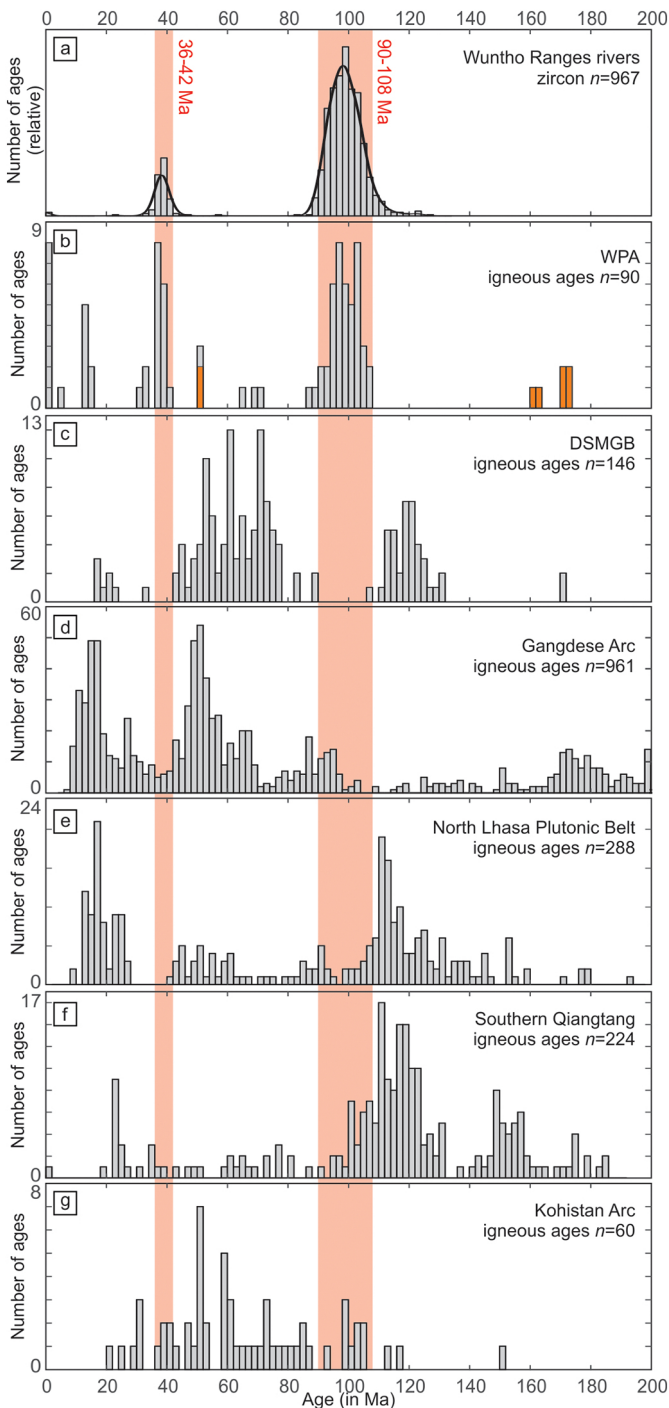 0 20 40 60 80 100 120 140 160 180 200
a
36-42 Ma
90-108 Ma
Wuntho Ranges rivers
zircon n=967
Number of ages
(relative)
9
b
WPA
igneous ages n=90
Number of ages
0
13
c
DSMGB
igneous ages n=146
Number of ages
0
60
d
Gangdese Arc
igneous ages n=961
Number of ages
0
24
e
North Lhasa Plutonic Belt
igneous ages n=288
Number of ages
0
17
f
Southern Qiangtang
igneous ages n=224
Number of ages
0
8
g
Kohistan Arc
igneous ages n=60
Number of ages
0
0 20 40 60 80 100 120 140 160 180 200
Age (in Ma)